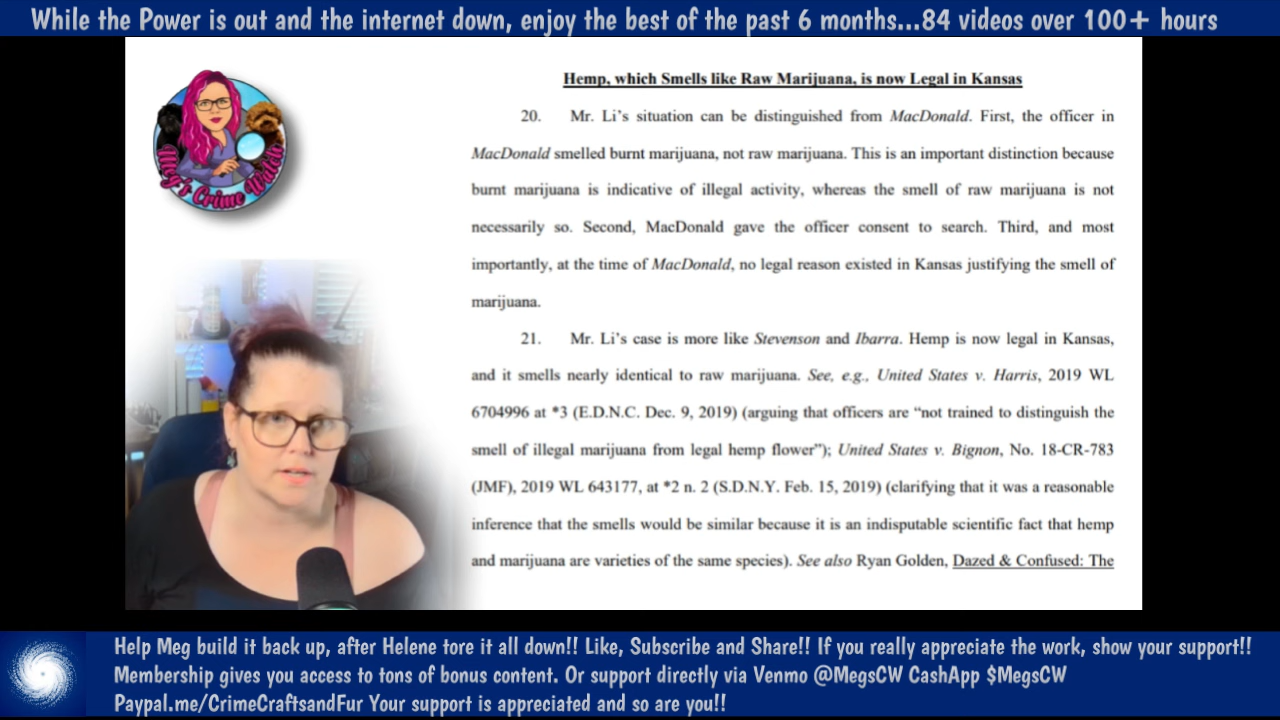 While the Power is out and the internet down, enjoy the best of the past 6 months...84 videos over 100+ hours
Meg's Crime Watch
Hemp, which Smells like Raw Marijuana, is now Legal in Kansas
20. Mr. Li's situation can be distinguished from MacDonald. First, the officer in
MacDonald smelled burnt marijuana, not raw marijuana. This is an important distinction because
burnt marijuana is indicative of illegal activity, whereas the smell of raw marijuana is not
necessarily so. Second, MacDonald gave the officer consent to search. Third, and most
importantly, at the time of MacDonald, no legal reason existed in Kansas justifying the smell of
marijuana.
21. Mr. Li's case is more like Stevenson and Ibarra. Hemp is now legal in Kansas,
and it smells nearly identical to raw marijuana. See, e.g., United States v. Harris, 2019 WL
6704996 at *3 (E.D.N.C. Dec. 9, 2019) (arguing that officers are “not trained to distinguish the
smell of illegal marijuana from legal hemp flower”); United States v. Bignon, No. 18-CR-783
(JMF), 2019 WL 643177, at *2 n. 2 (S.D.N.Y. Feb. 15, 2019) (clarifying that it was a reasonable
inference that the smells would be similar because it is an indisputable scientific fact that hemp
and marijuana are varieties of the same species). See also Ryan Golden, Dazed & Confused: The
Help Meg build it back up, after Helene tore it all down!! Like, Subscribe and Share!! If you really appreciate the work, show your support!!
Membership gives you access to tons of bonus content. Or support directly via Venmo @MegsCW CashApp $MegsCW
Paypal.me/CrimeCraftsandFur Your support is appreciated and so are you!!